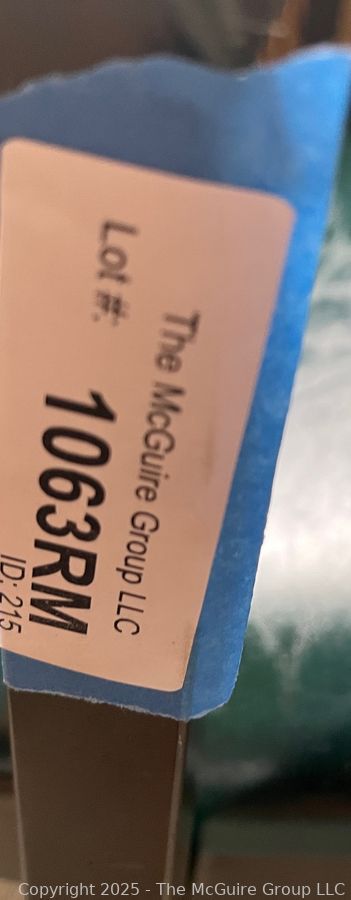 The McGuire Group LLC
Lot #:
1063RM
ID: 215
Copyright 2025 - The McGuire Group LLC